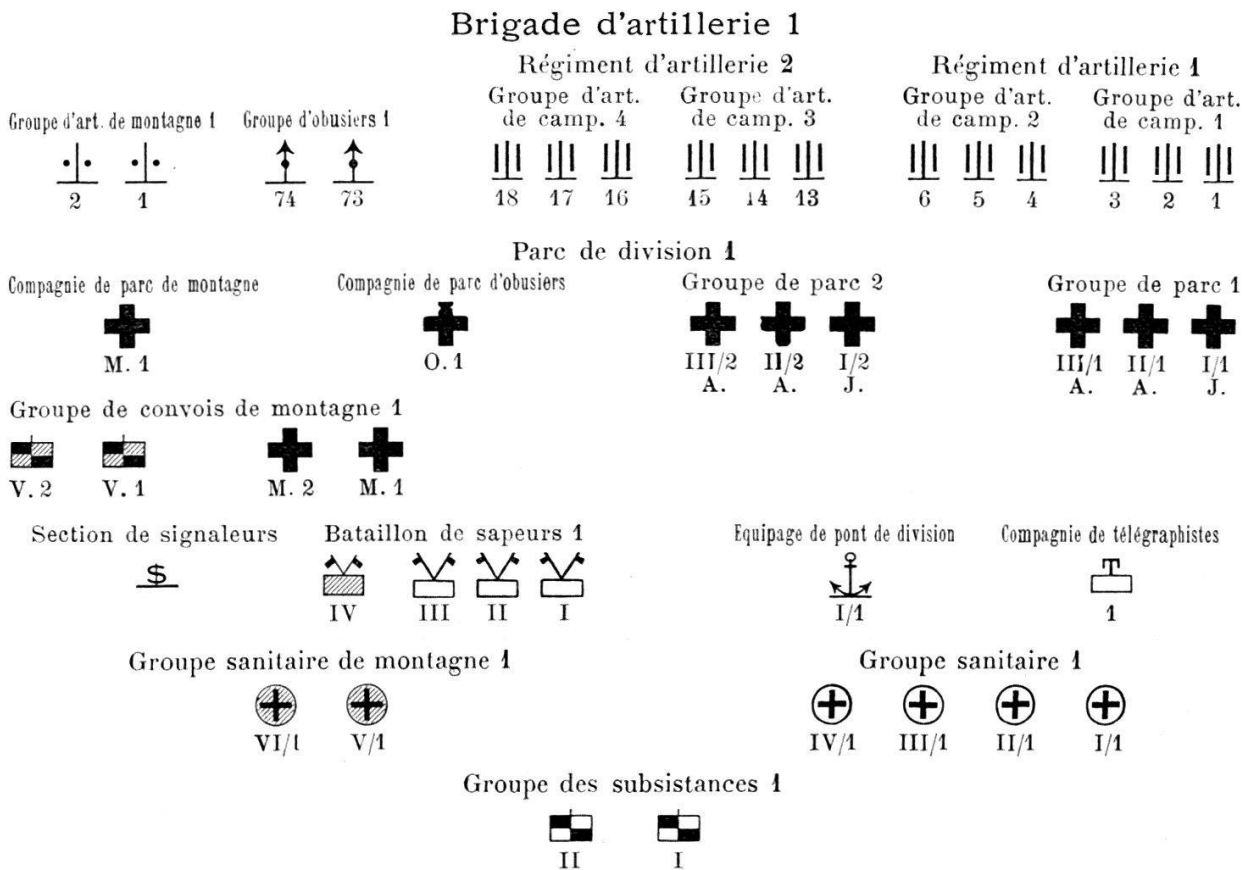 Brigade d'artillerie 1
Régiment d'artillerie 2 Régiment d'artillerie 1
Groupe d'art. de montagne 1 Groupe d'obusiers 1 Groupe d'art. de camp. 4 Groupe d'art. de camp. 3 Groupe d'art. de camp. 2 Groupe d'art. de camp. 1
2 1 74 73 18 17 16 15 14 13 6 5 4 3 2 1
Parc de division 1
Compagnie de parc de montagne Compagnie de parc d'obusiers Groupe de parc 2 Groupe de parc 1
M. 1 O. 1 III/2 II/2 I/2 III/1 II/1 I/1
A. A. J. A. A. J.
Groupe de convois de montagne 1
V. 2 V. 1 M. 2 M. 1
Section de signaleurs Bataillon de sapeurs 1 Equipage de pont de division Compagnie de télégraphistes
S T
IV III II I I/1 1
Groupe sanitaire de montagne 1 Groupe sanitaire 1
VI/1 V/1 IV/1 III/1 II/1 I/1
Groupe des subsistances 1
II I